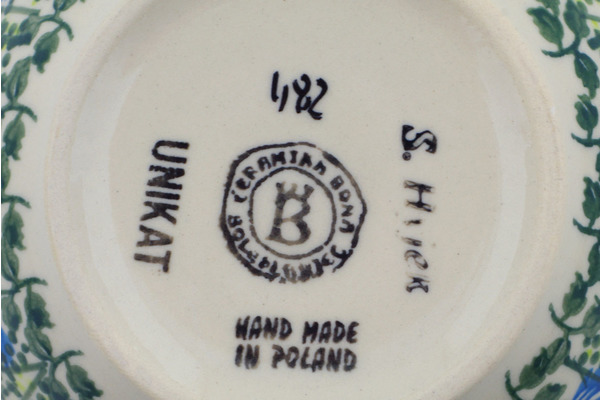 482
UNIKAT
CERAMIKA BONA
B
S.
HAND MADE
IN POLAND